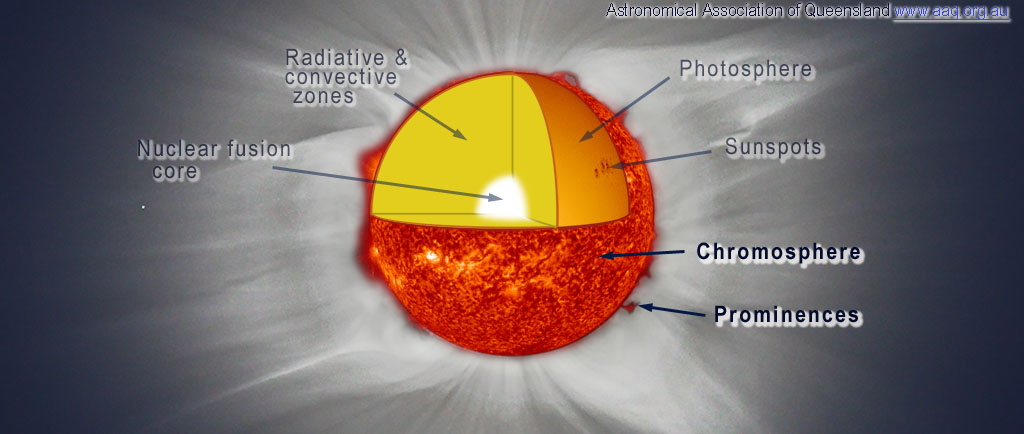 Astronomical Association of Queensland www.aaq.org.au
Radiative &
convective
zones
Photosphere
Nuclear fusion
core
Sunspots
Chromosphere
Prominences